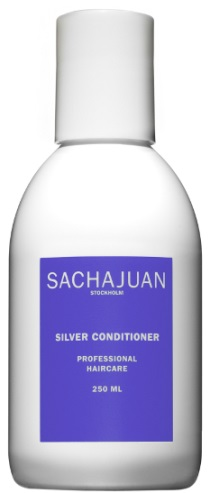 SACHAJUAN
STOCKHOLM
SILVER CONDITIONER
PROFESSIONAL
HAIRCARE
250 ML